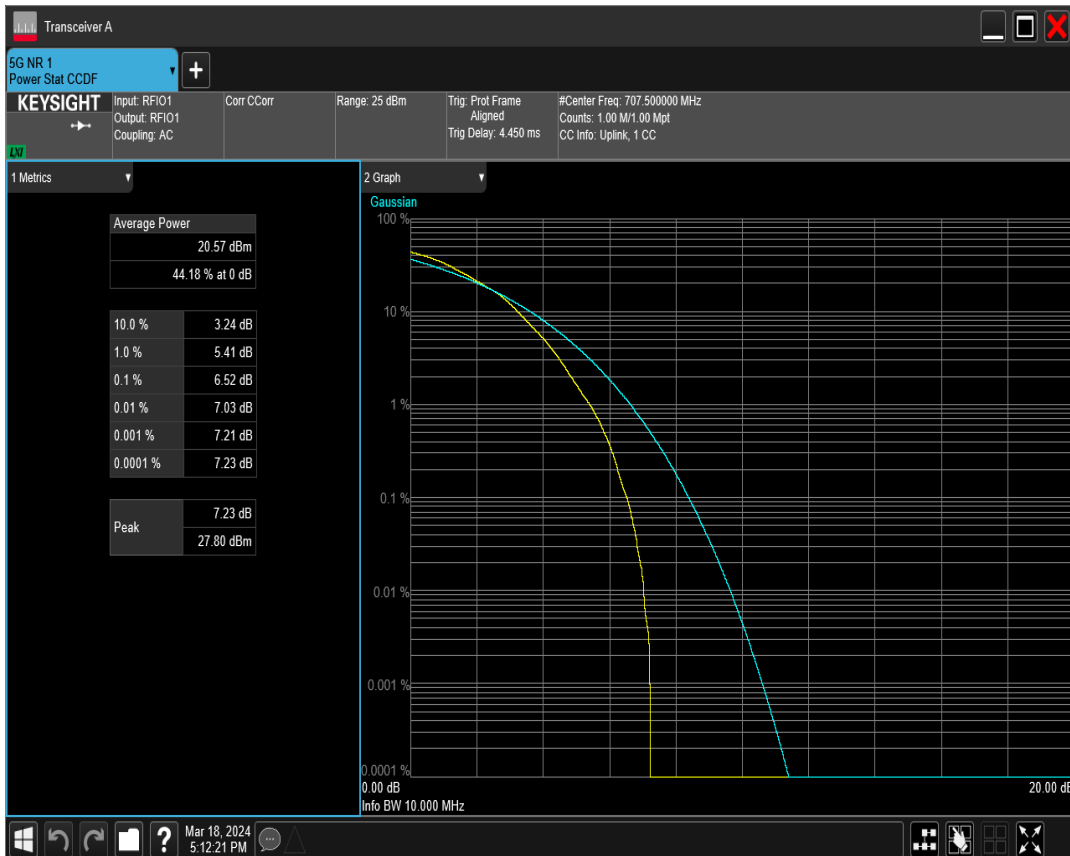 Transceiver A
5G NR 1
Power Stat CCDF
KEYSIGHT
LXI
Input: RFIO1
Output: RFIO1
Coupling: AC
Corr CCorr
Range: 25 dBm
Trig: Prot Frame
Aligned
Trig Delay: 4.450 ms
#Center Freq: 707.500000 MHz
Counts: 1.00 M/1.00 Mpt
CC Info: Uplink, 1 CC
1 Metrics
Average Power
20.57 dBm
44.18 % at 0 dB
10.0 % 3.24 dB
1.0 % 5.41 dB
0.1 % 6.52 dB
0.01 % 7.03 dB
0.001 % 7.21 dB
0.0001 % 7.23 dB
Peak
7.23 dB
27.80 dBm
2 Graph
Gaussian
100 %
10 %
1 %
0.1 %
0.01 %
0.001 %
0.0001 %
0.00 dB
20.00 dB
Info BW 10.000 MHz
?
Mar 18, 2024
5:12:21 PM